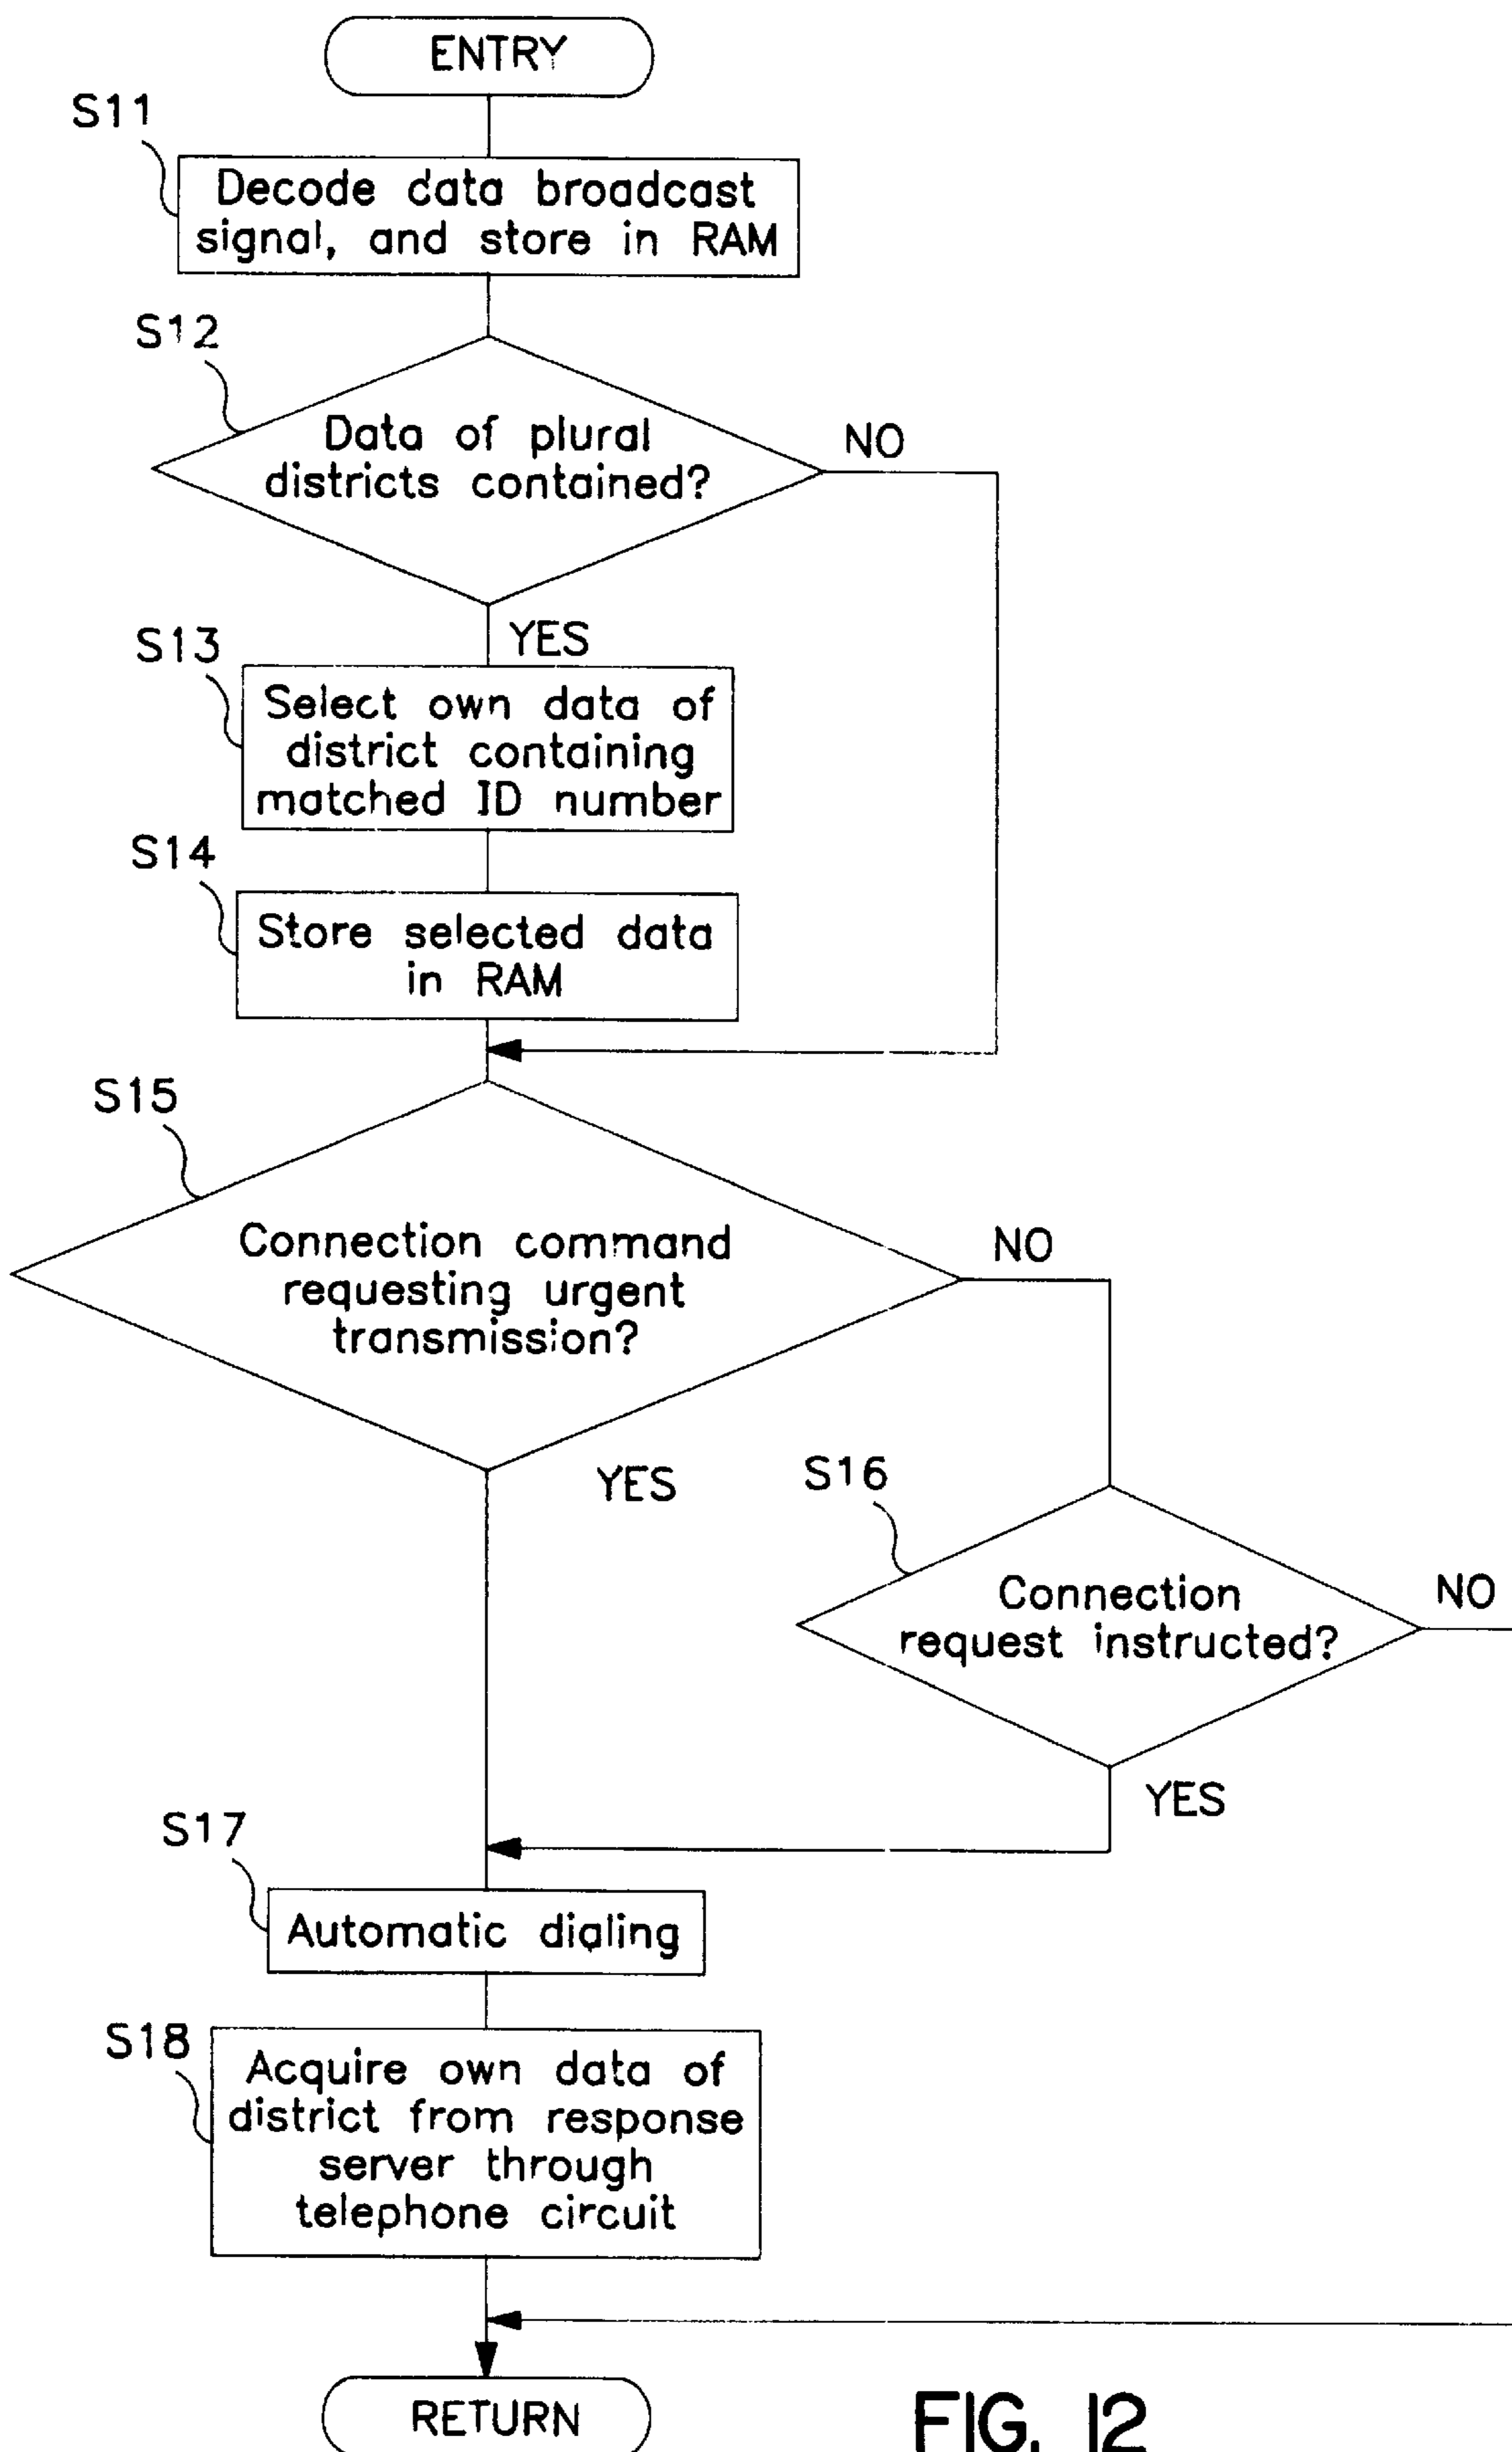 ENTRY
S11
Decode data broadcast
signal, and store in RAM
S12
Data of plural
districts contained?
NO
YES
S13
Select own data of
district containing
matched ID number
S14
Store selected data
in RAM
S15
Connection command
requesting urgent
transmission?
NO
YES
S16
Connection
request instructed?
NO
YES
S17
Automatic dialing
S18
Acquire own data of
district from response
server through
telephone circuit
RETURN
FIG. 12